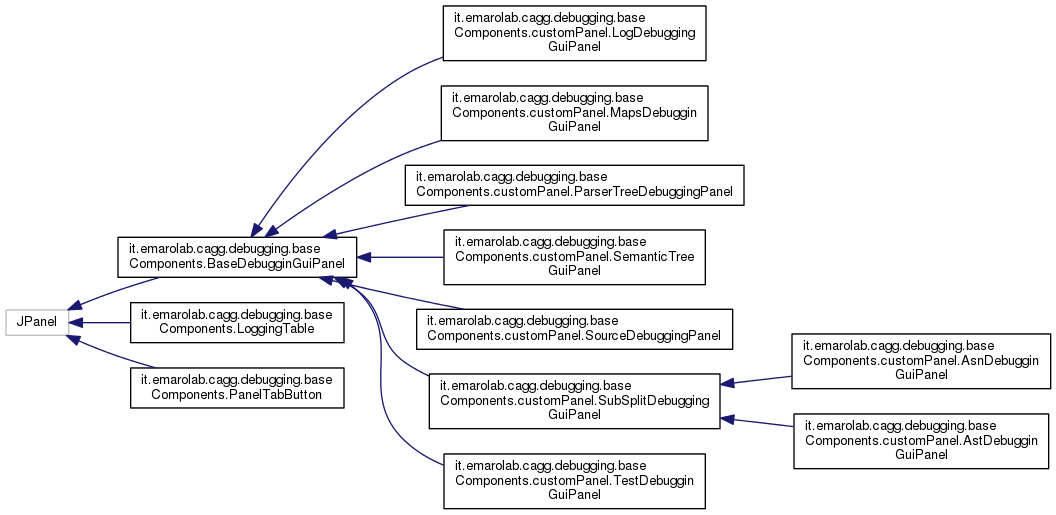 it.emarolab.cagg.debugging.base
Components.customPanel.LogDebugging
GuiPanel
it.emarolab.cagg.debugging.base
Components.customPanel.MapsDebuggin
GuiPanel
it.emarolab.cagg.debugging.base
Components.customPanel.ParserTreeDebuggingPanel
it.emarolab.cagg.debugging.base
Components.BaseDebugginGuiPanel
it.emarolab.cagg.debugging.base
Components.customPanel.SemanticTree
GuiPanel
JPanel
it.emarolab.cagg.debugging.base
Components.LoggingTable
it.emarolab.cagg.debugging.base
Components.customPanel.SourceDebuggingPanel
it.emarolab.cagg.debugging.base
Components.PanelTabButton
it.emarolab.cagg.debugging.base
Components.customPanel.SubSplitDebugging
GuiPanel
it.emarolab.cagg.debugging.base
Components.customPanel.AsnDebuggin
GuiPanel
it.emarolab.cagg.debugging.base
Components.customPanel.AstDebuggin
GuiPanel
it.emarolab.cagg.debugging.base
Components.customPanel.TestDebuggin
GuiPanel